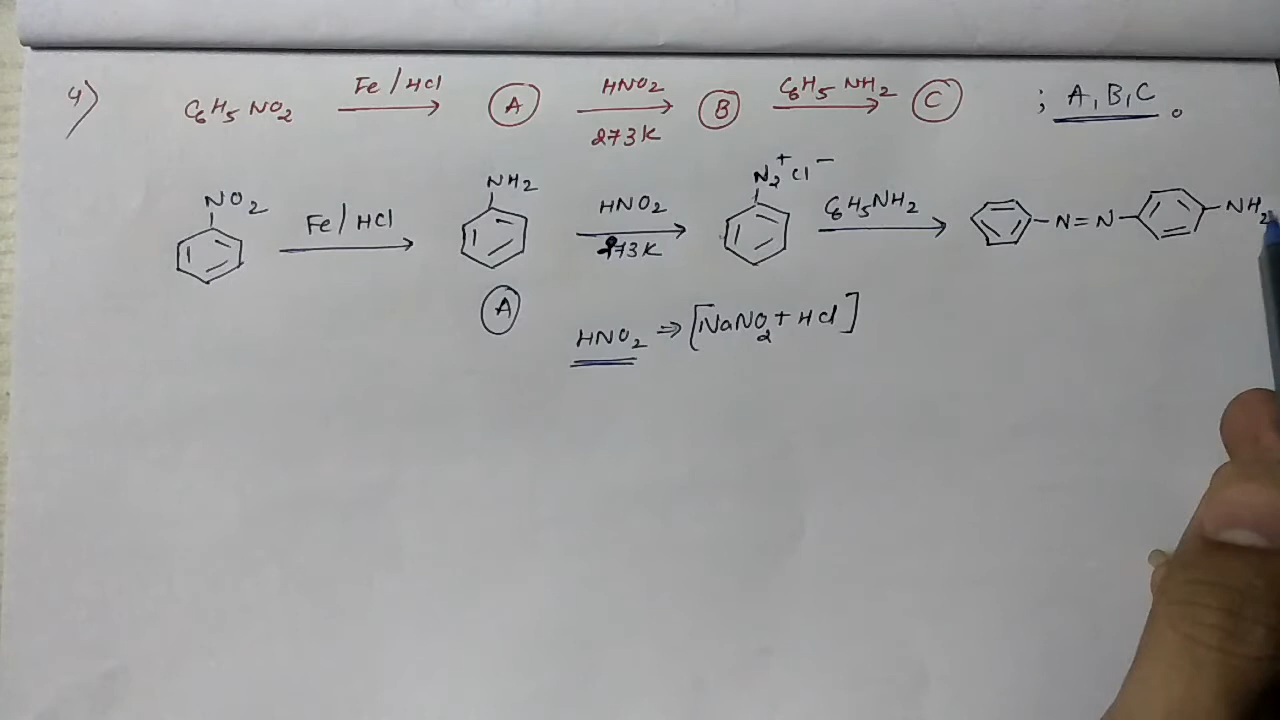 4) C6H5NO2 Fe/HCl A HNO2 273K B C6H5NH2 C ; A, B, C.
NO2 Fe/HCl NH2 HNO2 273K N2+Cl− C6H5NH2 -N=N- -NH2
A
HNO2 ⇒ [NaNO2 + HCl]